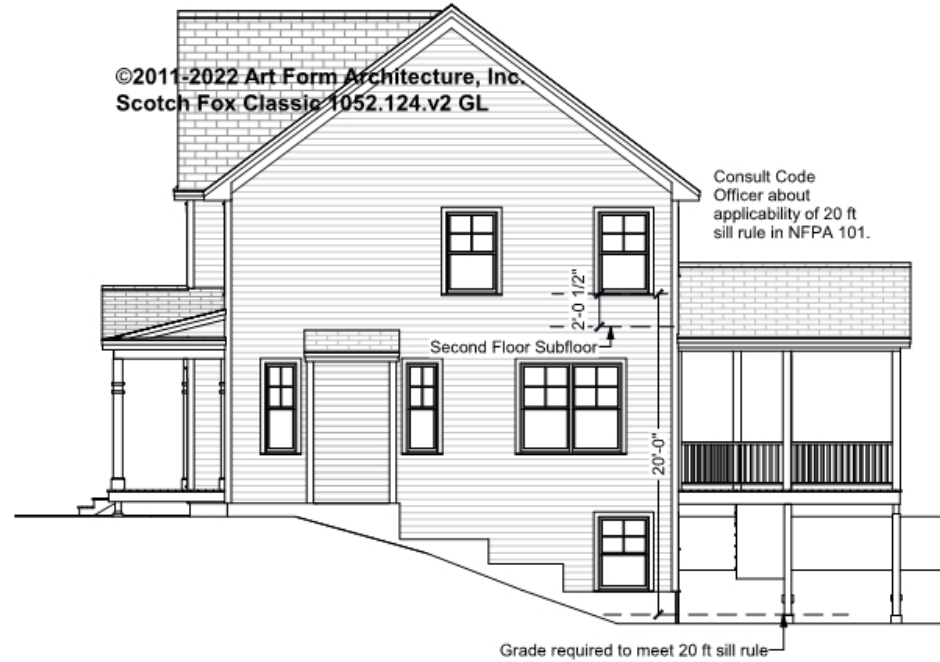 ©2011-2022 Art Form Architecture, Inc.
Scotch Fox Classic 1052.124.v2 GL
Consult Code
Officer about
applicability of 20 ft
sill rule in NFPA 101.
2'-0 1/2"
Second Floor Subfloor
20'-0"
Grade required to meet 20 ft sill rule